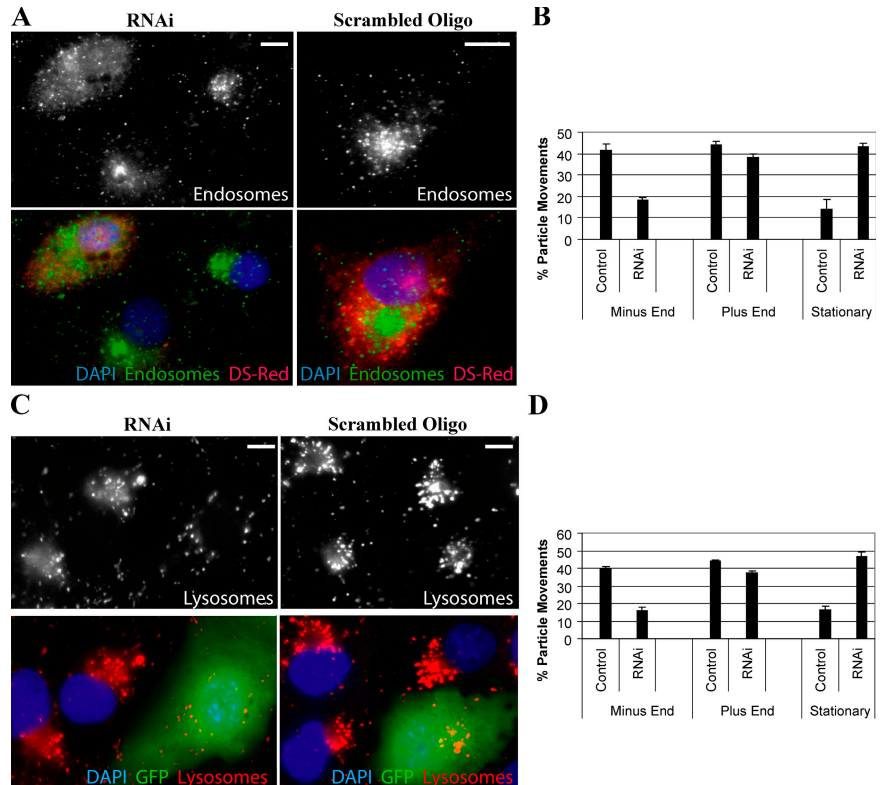 A
RNAi
Scrambled Oligo
Endosomes
Endosomes
DAPI Endosomes DS-Red
DAPI Endosomes DS-Red
B
% Particle Movements
50
40
30
20
10
0
Control
RNAi
Control
RNAi
Control
RNAi
Minus End
Plus End
Stationary
C
RNAi
Scrambled Oligo
Lysosomes
Lysosomes
DAPI GFP Lysosomes
DAPI GFP Lysosomes
D
% Particle Movements
60
50
40
30
20
10
0
Control
RNAi
Control
RNAi
Control
RNAi
Minus End
Plus End
Stationary